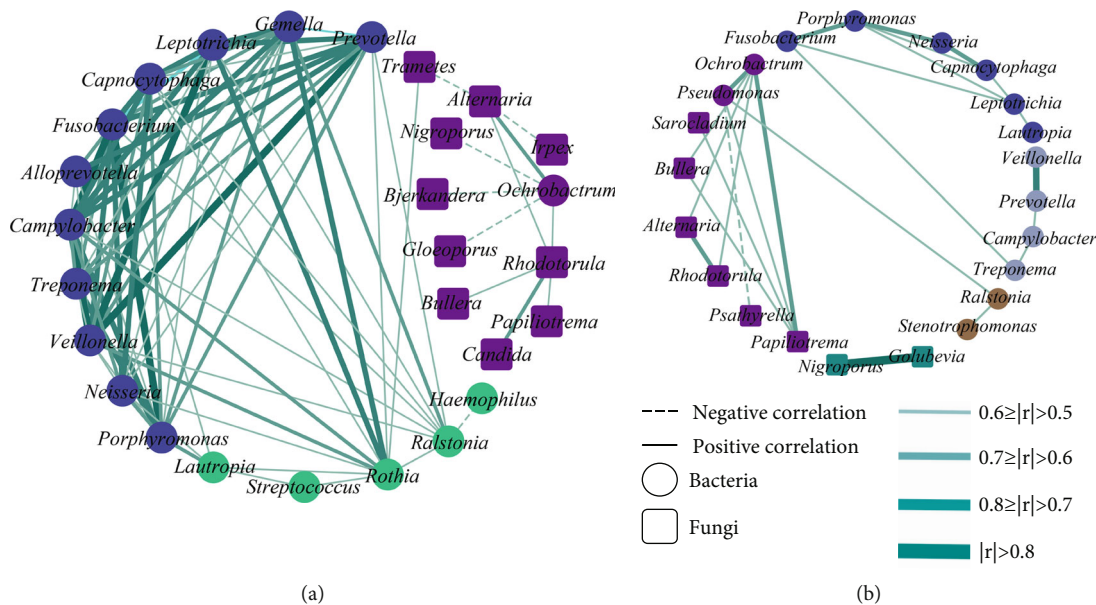 Gemella
Prevotella
Leptotrichia
Trametes
Capnocytophaga
Alternaria
Nigroporus
Fusobacterium
Irpex
Alloprevotella
Ochrobactrum
Bjerkandera
Campylobacter
Gloeoporus
Rhodotorula
Treponema
Bullera
Papiliotrema
Veillonella
Candida
Neisseria
Haemophilus
Porphyromonas
Ralstonia
Lautropia
Rothia
Streptococcus
(a)
Porphyromonas
Fusobacterium
Neisseria
Ochrobactrum
Capnocytophaga
Pseudomonas
Leptotrichia
Sarocladium
Lautropia
Bullera
Veillonella
Prevotella
Alternaria
Campylobacter
Rhodotorula
Treponema
Ralstonia
Psathyrella
Stenotrophomonas
Papiliotrema
Golubevia
Nigroporus
Negative correlation
Positive correlation
Bacteria
Fungi
0.6≥|r|>0.5
0.7≥|r|>0.6
0.8≥|r|>0.7
|r|>0.8
(b)